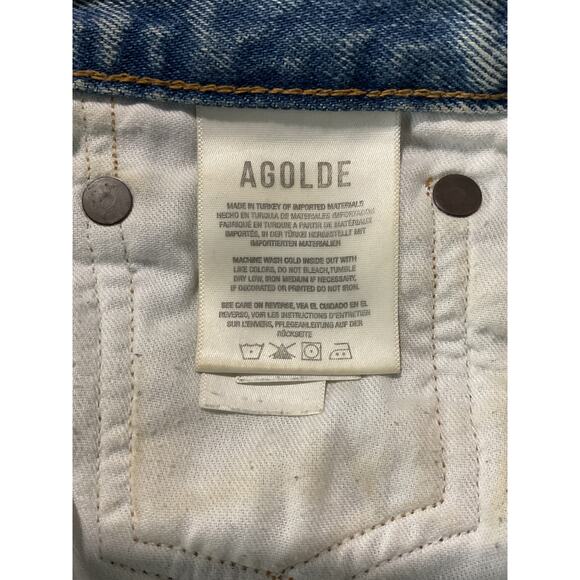 AGOLDE
MADE IN TURKEY OF IMPORTED MATERIALS
HECHO EN TURQUIA DE MATERIALES IMPORTADOS
FABRIQUÉ EN TURQUIE À PARTIR DE MATÉRIAUX
IMPORTÉS, IN DER TÜRKEI HERGESTELLT MIT
IMPORTIERTEN MATERIALIEN
MACHINE WASH COLD INSIDE OUT WITH
LIKE COLORS, DO NOT BLEACH, TUMBLE
DRY LOW, IRON MEDIUM IF NECESSARY
IF DECORATED OR PRINTED DO NOT IRON.
SEE CARE ON REVERSE, VEA EL CUIDADO EN EL
REVERSO, VOIR LES INSTRUCTIONS D'ENTRETIEN
SUR L'ENVERS, PFLEGEANLEITUNG AUF DER
RÜCKSEITE